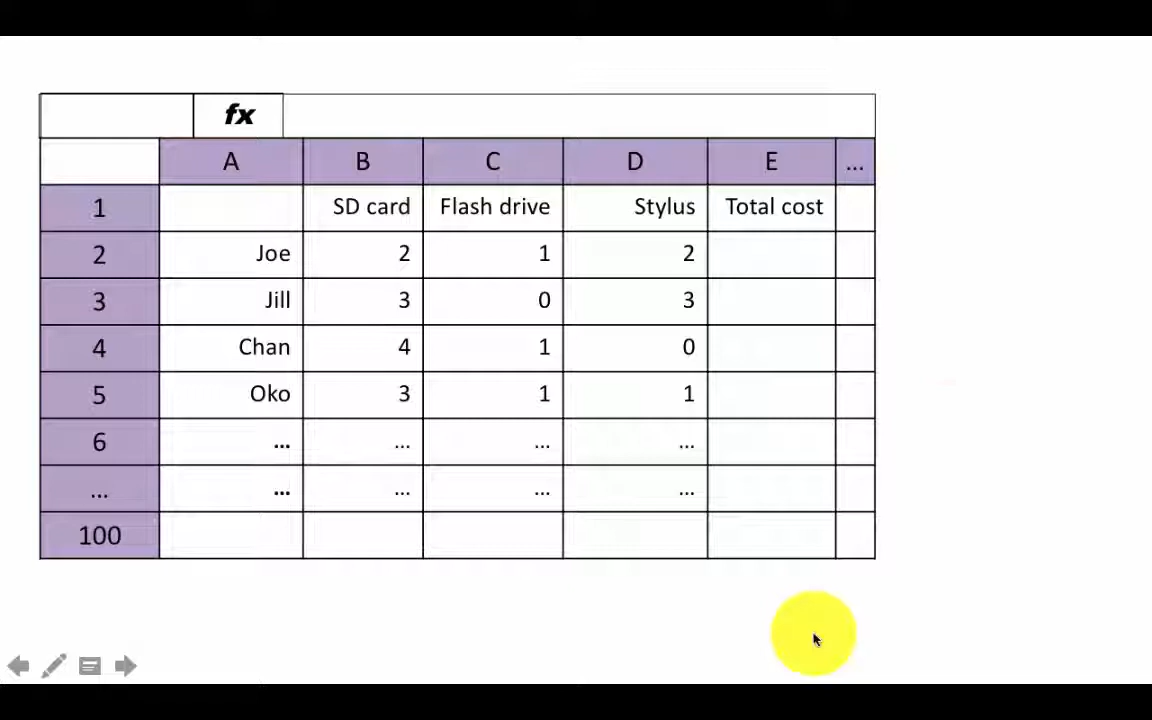 fx
A B C D E ...
1 SD card Flash drive Stylus Total cost
2 Joe 2 1 2
3 Jill 3 0 3
4 Chan 4 1 0
5 Oko 3 1 1
6 ... ... ... ...
... ... ... ... ...
100